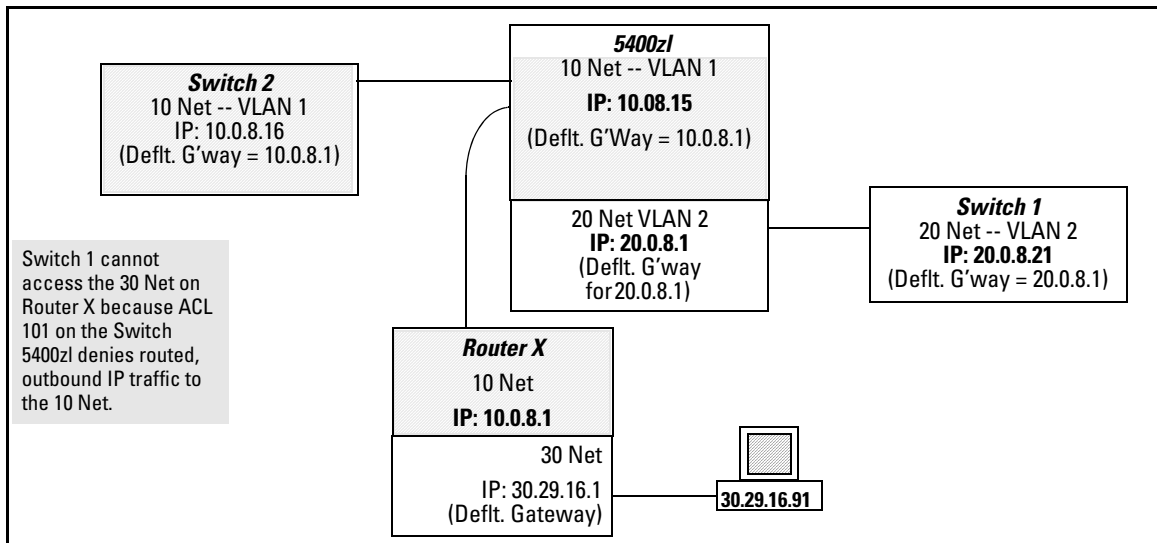 5400zl
10 Net -- VLAN 1
IP: 10.08.15
(Deflt. G'Way = 10.0.8.1)
Switch 2
10 Net -- VLAN 1
IP: 10.0.8.16
(Deflt. G'way = 10.0.8.1)
20 Net VLAN 2
IP: 20.0.8.1
(Deflt. G'way
for20.0.8.1)
Switch 1
20 Net -- VLAN 2
IP: 20.0.8.21
(Deflt. G'way = 20.0.8.1)
Switch 1 cannot
access the 30 Net on
Router X because ACL
101 on the Switch
5400zl denies routed,
outbound IP traffic to
the 10 Net.
Router X
10 Net
IP: 10.0.8.1
30 Net
IP: 30.29.16.1
(Deflt. Gateway)
30.29.16.91